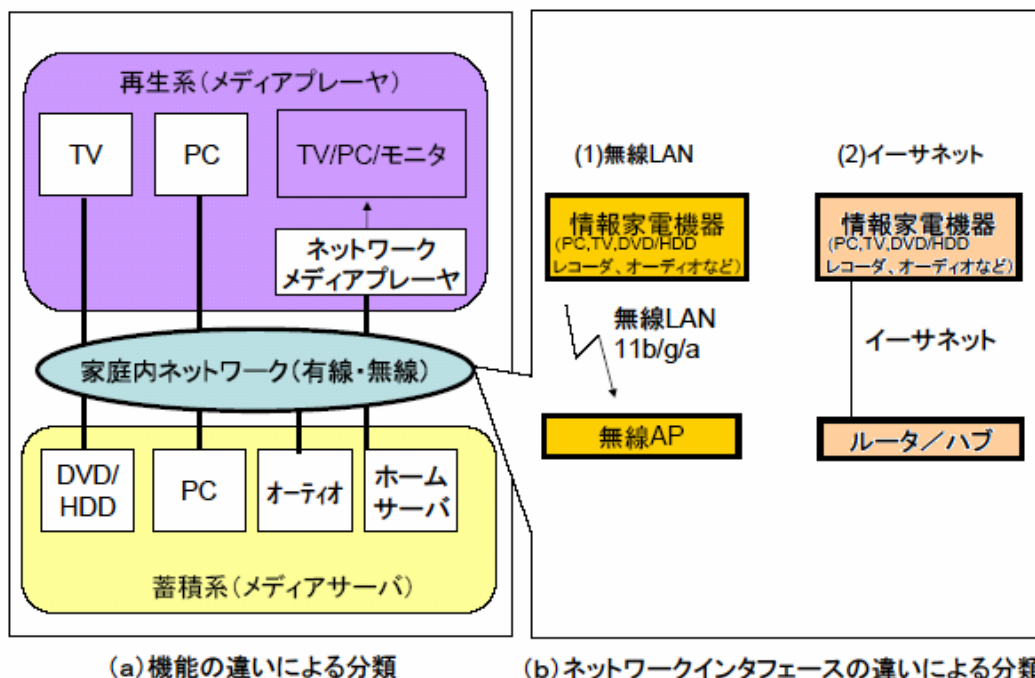 再生系(メディアプレーヤ)
TV
PC
TV/PC/モニタ
ネットワーク
メディアプレーヤ
家庭内ネットワーク(有線・無線)
DVD/
HDD
PC
オーティオ
ホーム
サーバ
蓄積系(メディアサーバ)
(a)機能の違いによる分類
(1)無線LAN
情報家電機器
(PC,TV,DVD/HDD
レコーダ、オーディオなど)
無線LAN
11b/g/a
無線AP
(2)イーサネット
情報家電機器
(PC,TV,DVD/HDD
レコーダ、オーディオなど)
イーサネット
ルータ/ハブ
(b)ネットワークインタフェースの違いによる分類